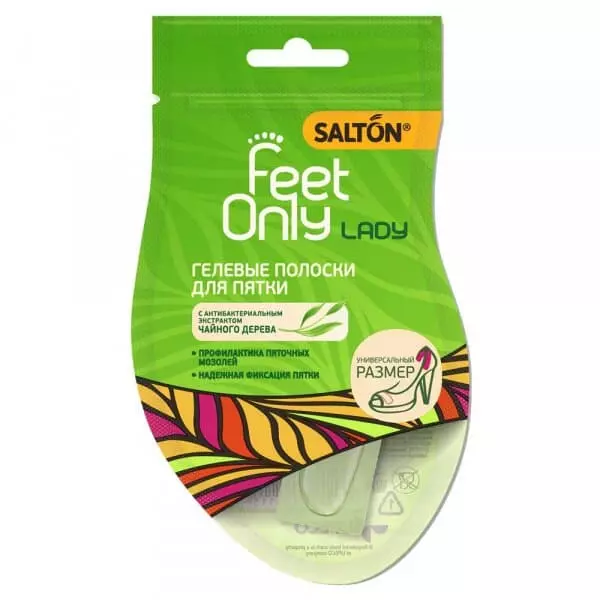 SALTON®
Feet
Only LADY
ГЕЛЕВЫЕ ПОЛОСКИ
ДЛЯ ПЯТКИ
С АНТИБАКТЕРИАЛЬНЫМ
ЭКСТРАКТОМ
ЧАЙНОГО ДЕРЕВА
• ПРОФИЛАКТИКА ПЯТОЧНЫХ
МОЗОЛЕЙ
• НАДЕЖНАЯ ФИКСАЦИЯ ПЯТКИ
УНИВЕРСАЛЬНЫЙ
РАЗМЕР